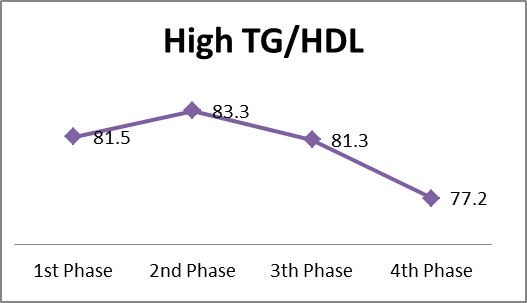 High TG/HDL
81.5
83.3
81.3
77.2
1st Phase
2nd Phase
3th Phase
4th Phase